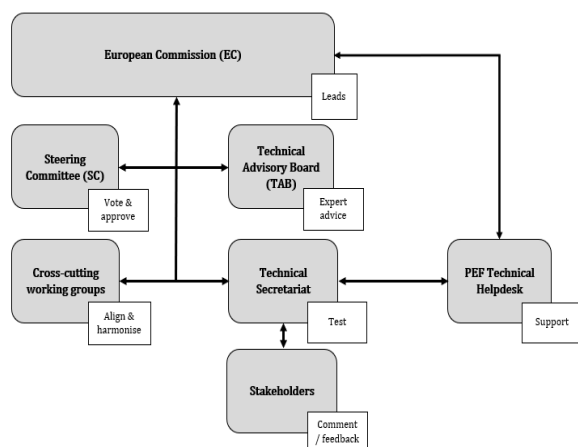 European Commission (EC)
Leads
Steering
Committee (SC)
Vote &
approve
Technical
Advisory Board
(TAB)
Expert
advice
Cross-cutting
working groups
Align &
harmonise
Technical
Secretariat
Test
PEF Technical
Helpdesk
Support
Stakeholders
Comment
/ feedback